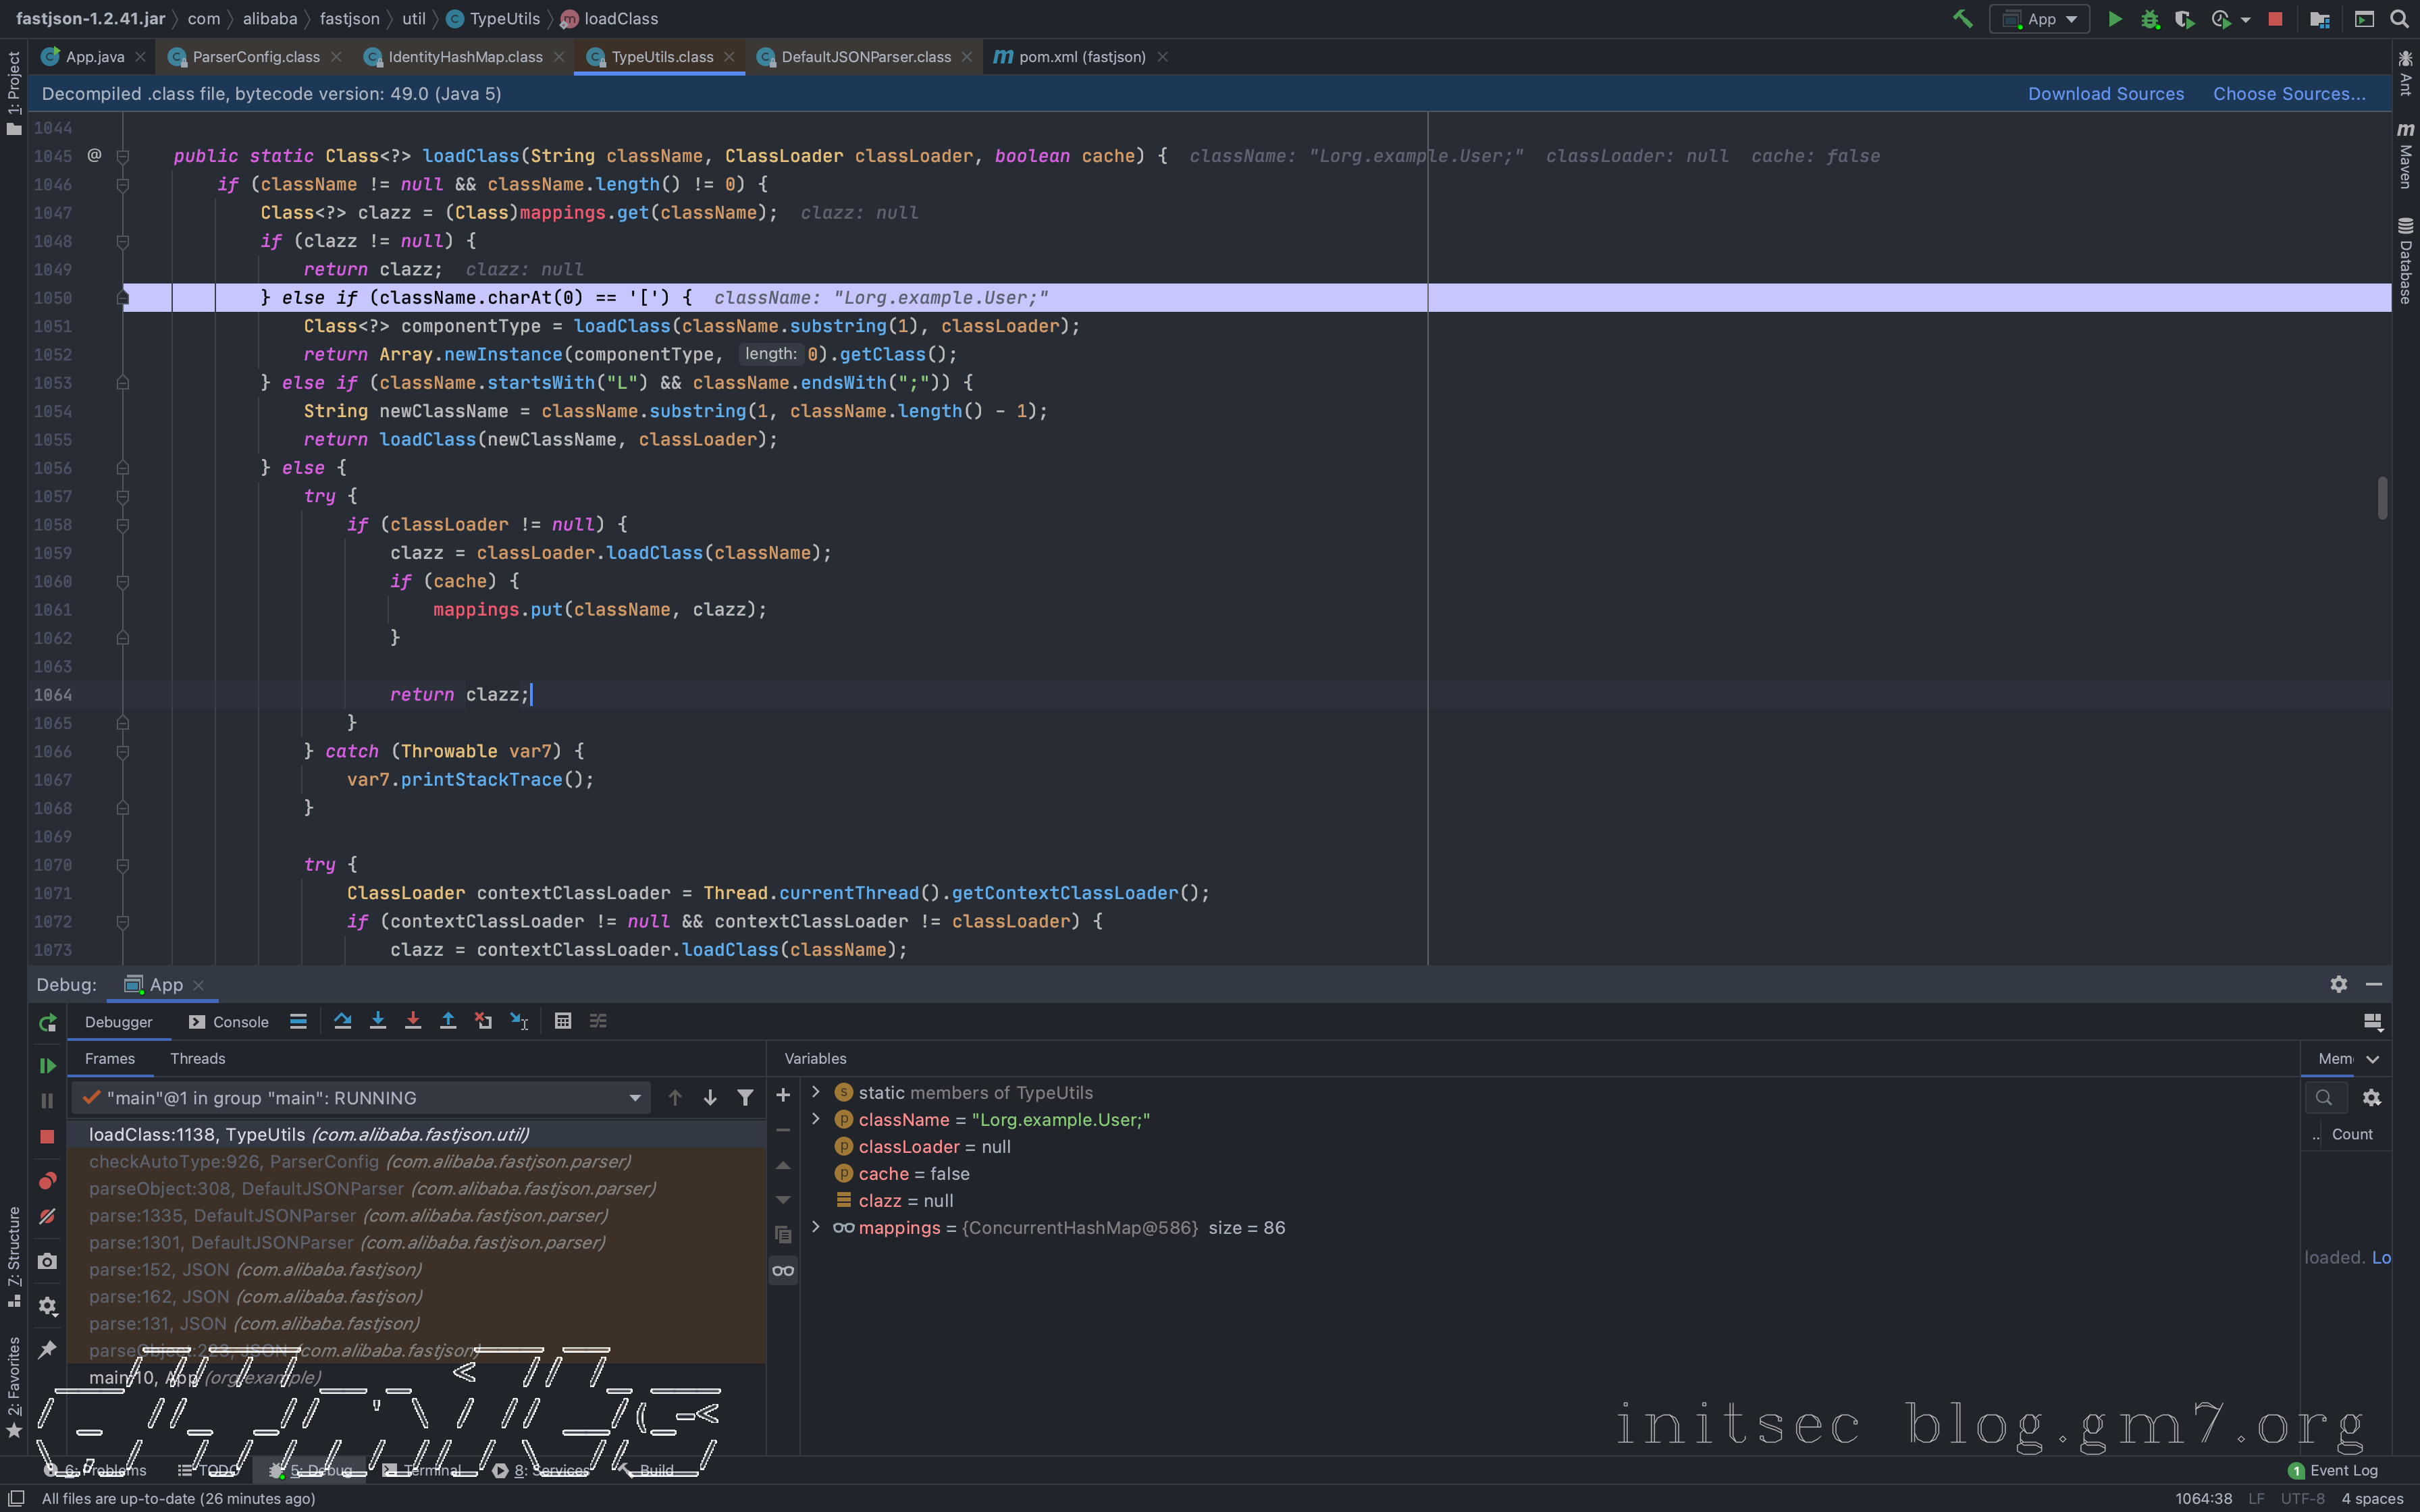 fastjson-1.2.41.jar com alibaba fastjson util TypeUtils loadClass App
App.java ParserConfig.class IdentityHashMap.class TypeUtils.class DefaultJSONParser.class pom.xml (fastjson)
Decompiled .class file, bytecode version: 49.0 (Java 5) Download Sources Choose Sources...
1044
1045 @ public static Class<?> loadClass(String className, ClassLoader classLoader, boolean cache) { className: "Lorg.example.User;" classLoader: null cache: false
1046 if (className != null && className.length() != 0) {
1047 Class<?> clazz = (Class)mappings.get(className); clazz: null
1048 if (clazz != null) {
1049 return clazz; clazz: null
1050 } else if (className.charAt(0) == '[') { className: "Lorg.example.User;"
1051 Class<?> componentType = loadClass(className.substring(1), classLoader);
1052 return Array.newInstance(componentType, length: 0).getClass();
1053 } else if (className.startsWith("L") && className.endsWith(";")) {
1054 String newClassName = className.substring(1, className.length() - 1);
1055 return loadClass(newClassName, classLoader);
1056 } else {
1057 try {
1058 if (classLoader != null) {
1059 clazz = classLoader.loadClass(className);
1060 if (cache) {
1061 mappings.put(className, clazz);
1062 }
1063
1064 return clazz;
1065 }
1066 } catch (Throwable var7) {
1067 var7.printStackTrace();
1068 }
1069
1070 try {
1071 ClassLoader contextClassLoader = Thread.currentThread().getContextClassLoader();
1072 if (contextClassLoader != null && contextClassLoader != classLoader) {
1073 clazz = contextClassLoader.loadClass(className);
1: Project
7: Structure
2: Favorites
Ant
Maven
Database
Debug: App
Debugger Console
Frames Threads
"main"@1 in group "main": RUNNING
loadClass:1138, TypeUtils (com.alibaba.fastjson.util)
checkAutoType:926, ParserConfig (com.alibaba.fastjson.parser)
parseObject:308, DefaultJSONParser (com.alibaba.fastjson.parser)
parse:1335, DefaultJSONParser (com.alibaba.fastjson.parser)
parse:1301, DefaultJSONParser (com.alibaba.fastjson.parser)
parse:152, JSON (com.alibaba.fastjson)
parse:162, JSON (com.alibaba.fastjson)
parse:131, JSON (com.alibaba.fastjson)
parseObject:223, JSON (com.alibaba.fastjson)
main:10, App (org.example)
Variables
static members of TypeUtils
className = "Lorg.example.User;"
classLoader = null
cache = false
clazz = null
mappings = {ConcurrentHashMap@586} size = 86
Mem
.. Count
loaded. Lo
initsec blog.gm7.org
6: Problems TODO 5: Debug Terminal 8: Services Build 1 Event Log
All files are up-to-date (26 minutes ago) 1064:38 LF UTF-8 4 spaces